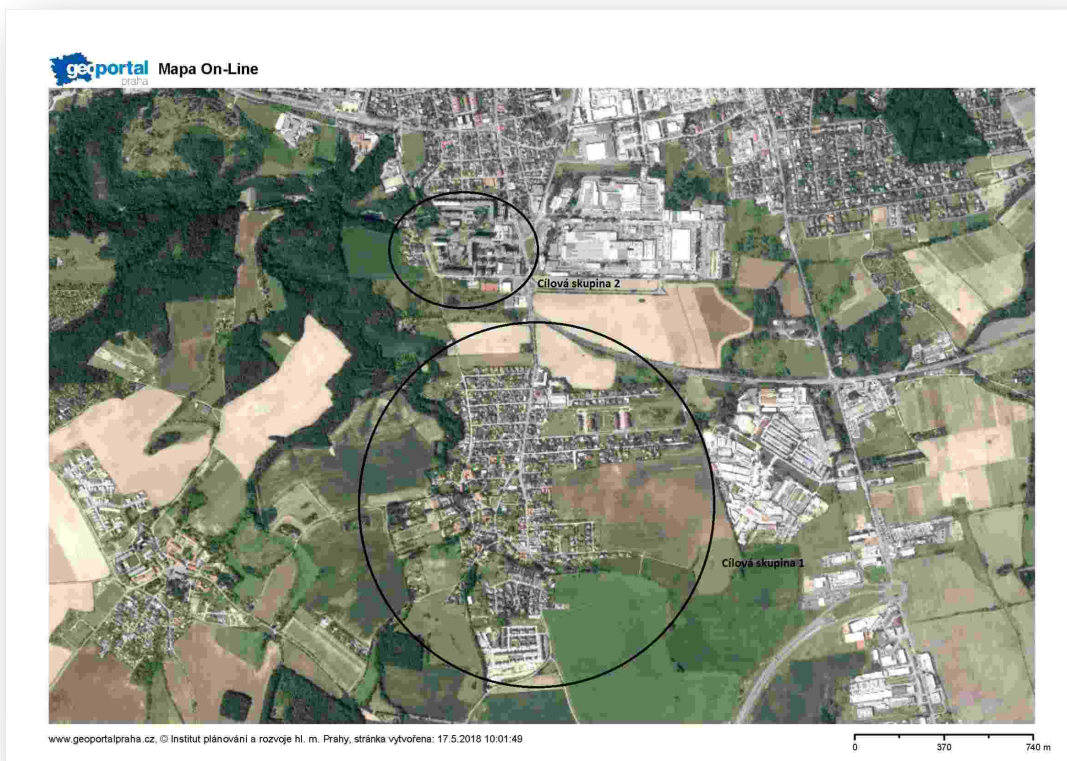 geoportal
praha
Mapa On-Line
Cílová skupina 2
Cílová skupina 1
www.geoportalpraha.cz, © Institut plánování a rozvoje hl. m. Prahy, stránka vytvořena: 17.5.2018 10:01:49
0 370 740 m